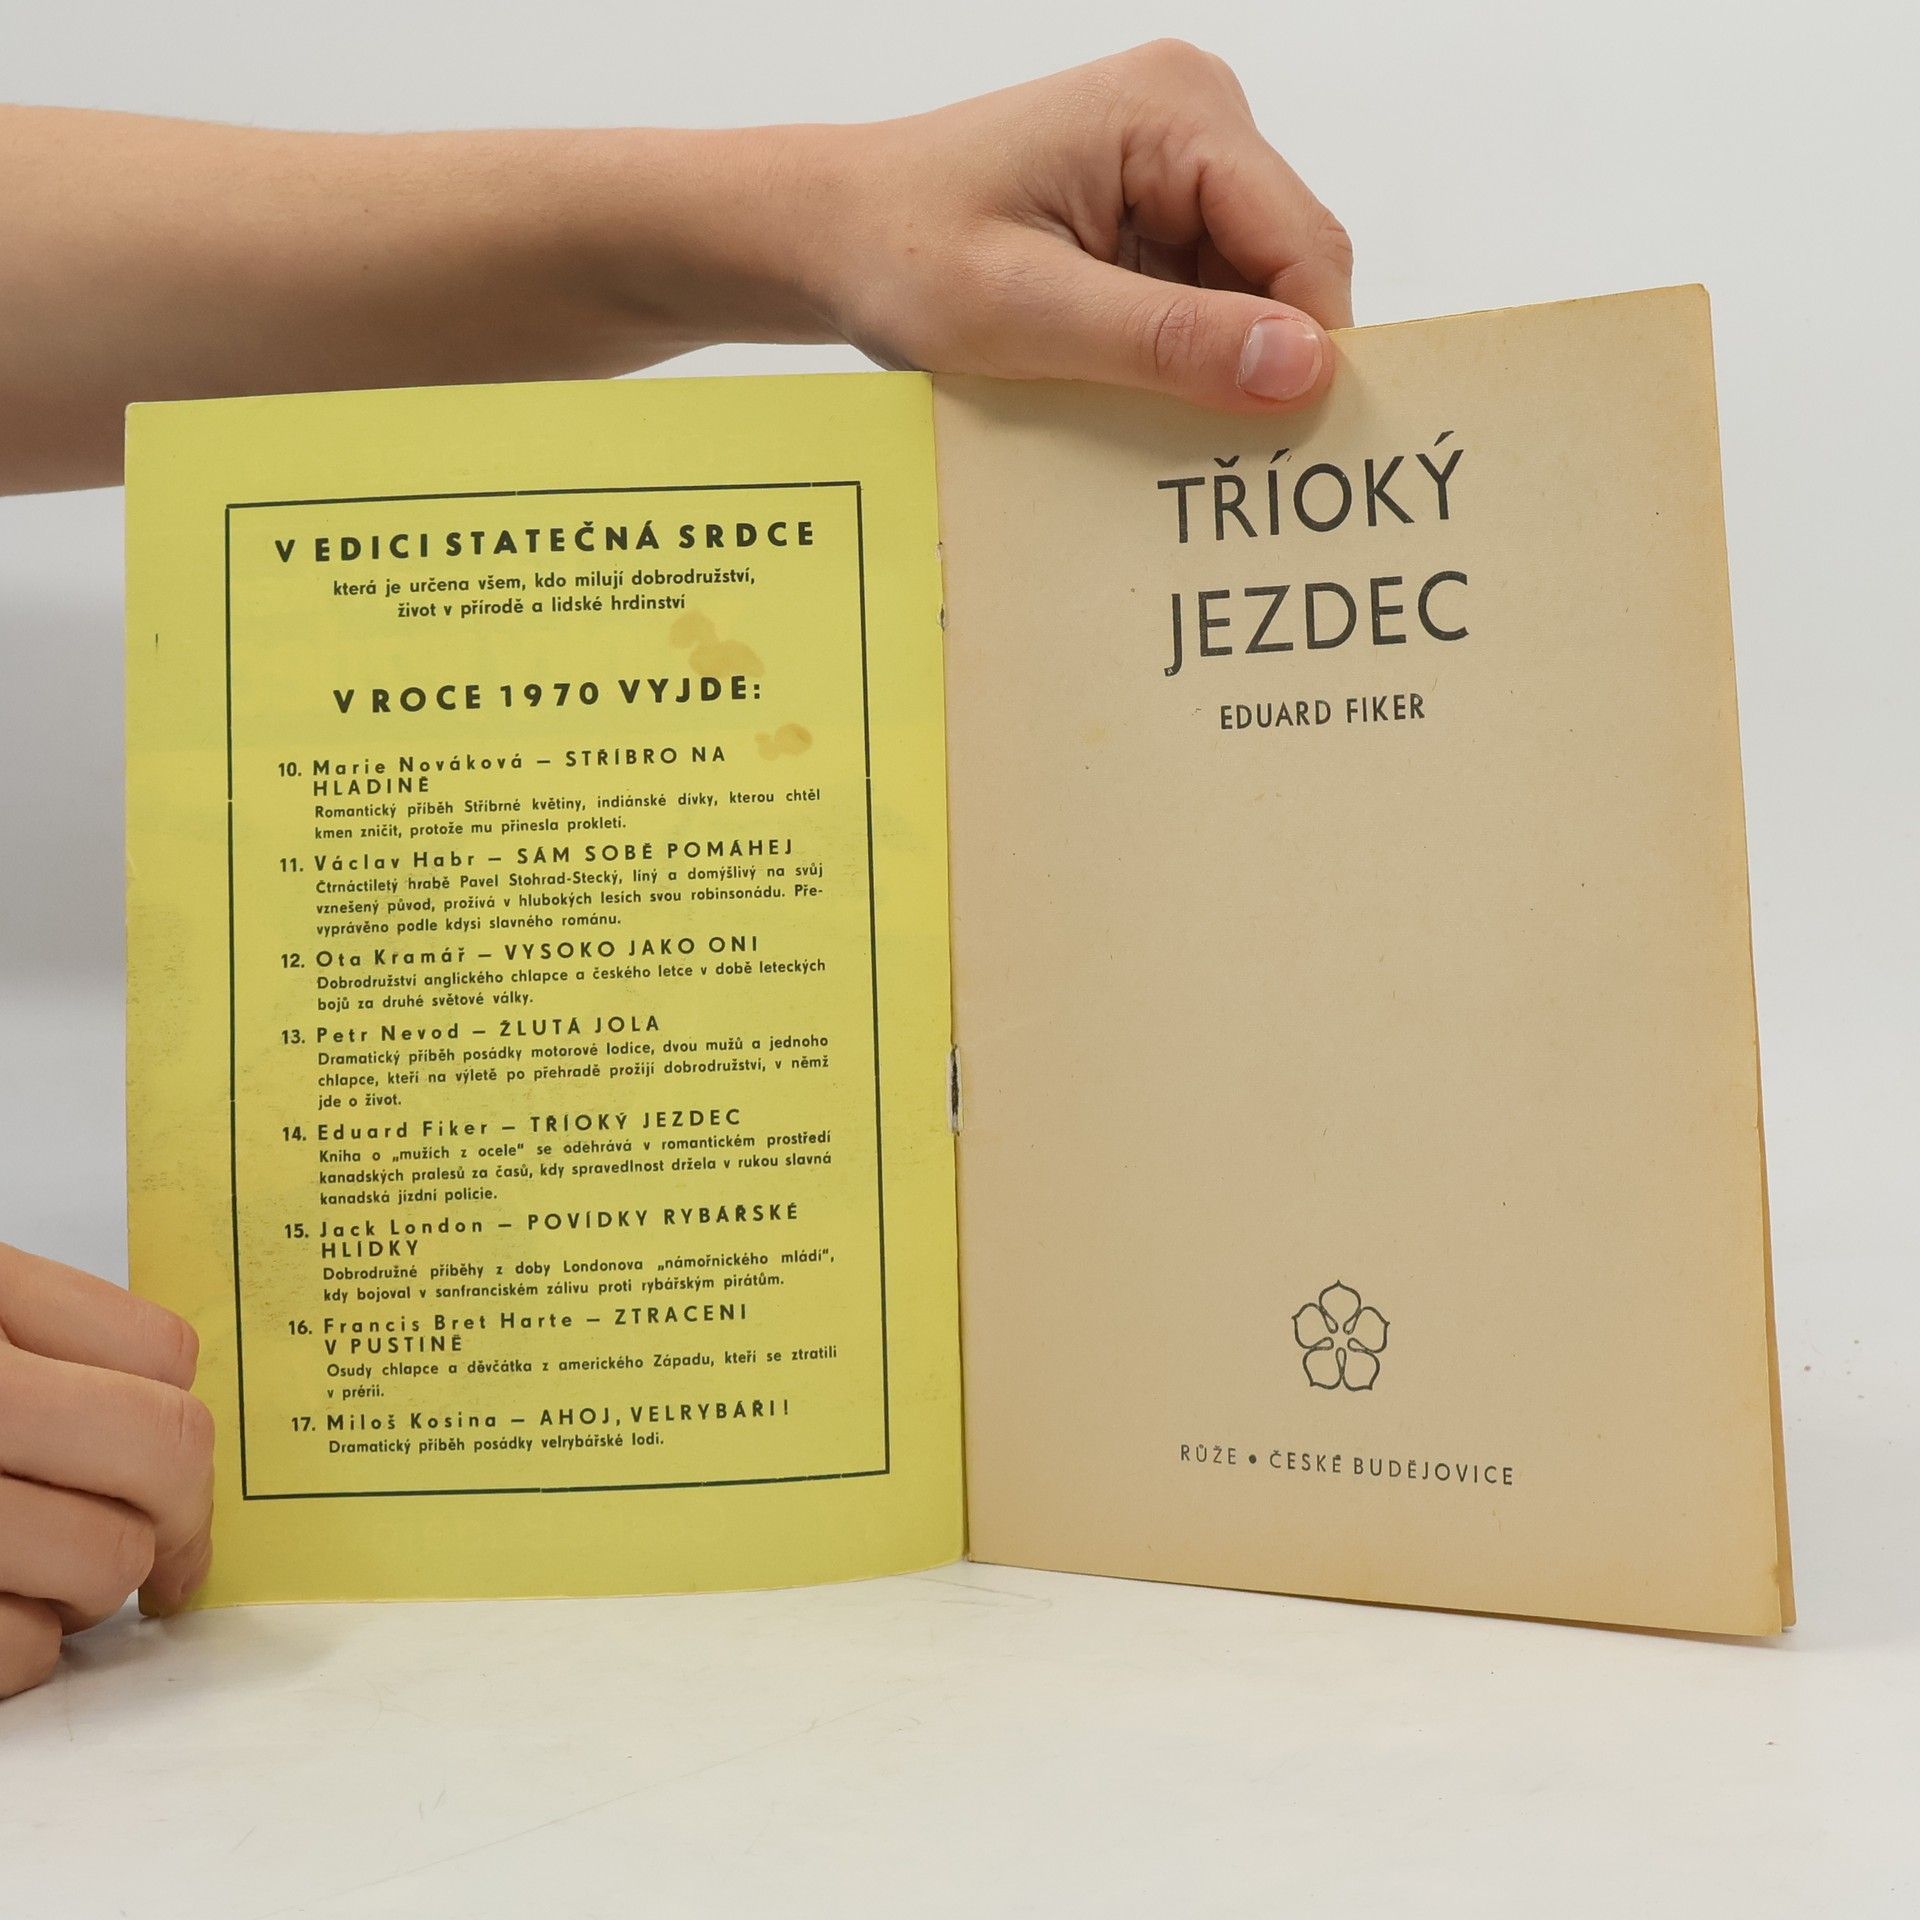 V EDICI STATEČNÁ SRDCE
která je určena všem, kdo milují dobrodružství,
život v přírodě a lidské hrdinství
V ROCE 1970 VYJDE:
10. Marie Nováková – STŘÍBRO NA
HLADINĚ
Romantický příběh Stříbrné květiny, indiánské dívky, kterou chtěl
kmen zničit, protože mu přinesla prokletí.
11. Václav Habr – SÁM SOBĚ POMÁHEJ
Čtrnáctiletý hrabě Pavel Stohrad-Stecký, líný a domýšlivý na svůj
vznešený původ, prožívá v hlubokých lesích svou robinsonádu. Pře-
vyprávěno podle kdysi slavného románu.
12. Ota Kramář – VYSOKO JAKO ONI
Dobrodružství anglického chlapce a českého letce v době leteckých
bojů za druhé světové války.
13. Petr Nevod – ŽLUTÁ JOLA
Dramatický příběh posádky motorové lodice, dvou mužů a jednoho
chlapce, kteří na výletě po přehradě prožijí dobrodružství, v němž
jde o život.
14. Eduard Fiker – TŘÍOKÝ JEZDEC
Kniha o „mužích z ocele“ se odehrává v romantickém prostředí
kanadských pralesů za časů, kdy spravedlnost držela v rukou slavná
kanadská jízdní policie.
15. Jack London – POVÍDKY RYBÁŘSKÉ
HLÍDKY
Dobrodružné příběhy z doby Londonova „námořnického mládí“,
kdy bojoval v sanfranciském zálivu proti rybářským pirátům.
16. Francis Bret Harte – ZTRACENI
V PUSTINĚ
Osudy chlapce a děvčátka z amerického Západu, kteří se ztratili
v prérii.
17. Miloš Kosina – AHOJ, VELRYBÁŘI!
Dramatický příběh posádky velrybářské lodi.
TŘÍOKÝ
JEZDEC
EDUARD FIKER
RŮŽE • ČESKÉ BUDĚJOVICE